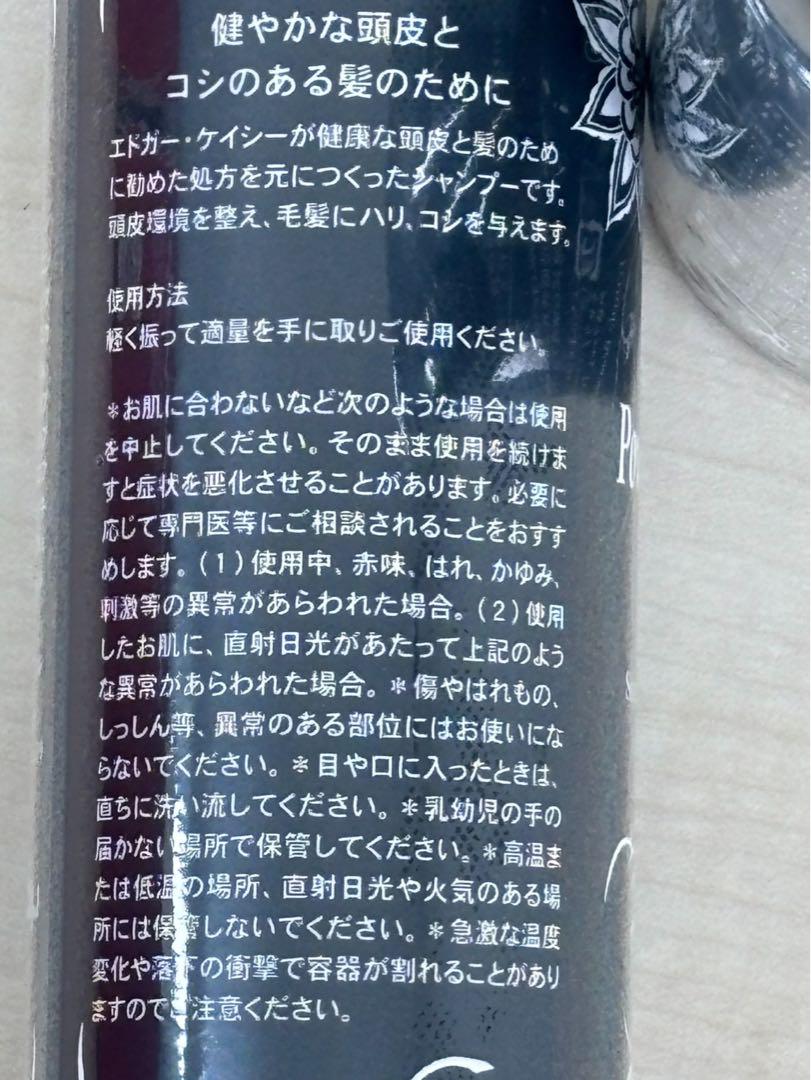 健やかな頭皮と
コシのある髪のために
エドガー・ケイシーが健康な頭皮と髪のため
に勧めた処方を元につくったシャンプーです。
頭皮環境を整え、毛髪にハリ、コシを与えます。
使用方法
軽く振って適量を手に取りご使用ください
*お肌に合わないなど次のような場合は使用
を中止してください。そのまま使用を続けま
すと症状を悪化させることがあります。必要に
応じて専門医等にご相談されることをおすす
めします。(1)使用中、赤味、はれ、かゆみ、
刺激等の異常があらわれた場合。(2)使用
したお肌に、直射日光があたって上記のよう
な異常があらわれた場合。*傷やはれもの、
しっしん等、異常のある部位にはお使いにな
らないでください。*目や口に入ったときは、
直ちに洗い流してください。*乳幼児の手の
届かない場所で保管してください。*高温ま
たは低温の場所、直射日光や火気のある場
所には保管しないでください。*急激な温度
変化や落下の衝撃で容器が割れることがあり
ますのでご注意ください。